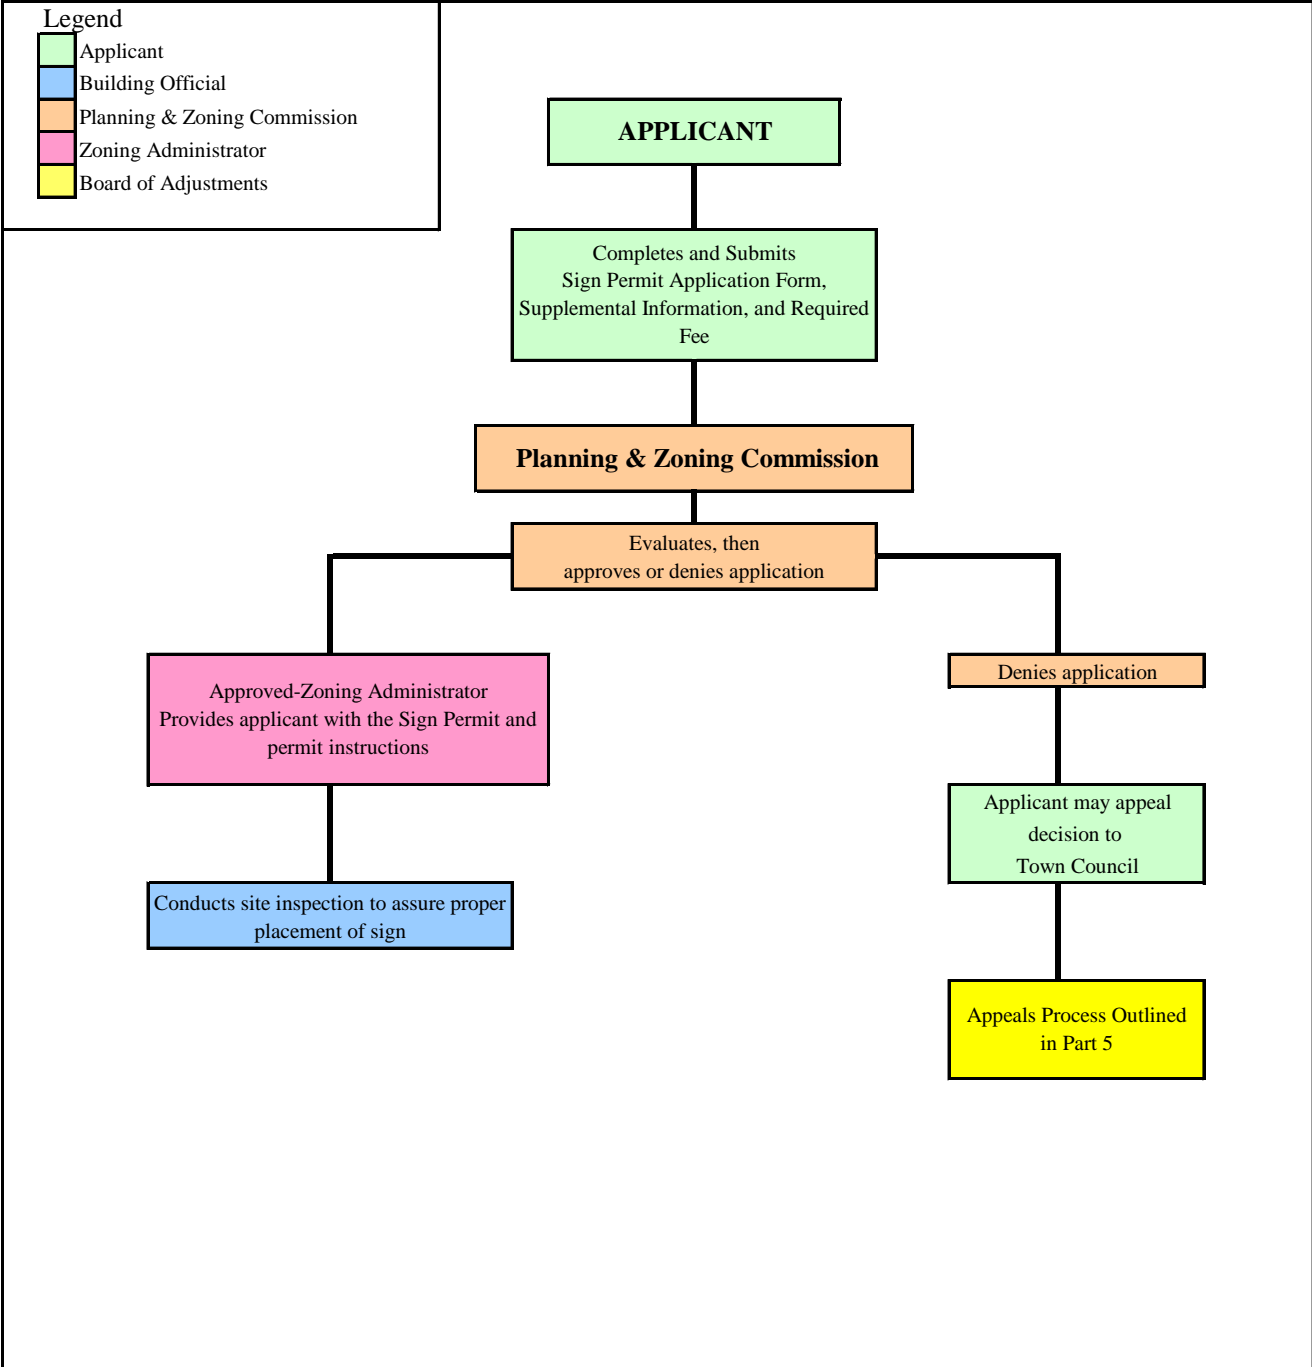 Legend
Applicant
Building Official
Planning & Zoning Commission
Zoning Administrator
Board of Adjustments
APPLICANT
Completes and Submits
Sign Permit Application Form,
Supplemental Information, and Required
Fee
Planning & Zoning Commission
Evaluates, then
approves or denies application
Approved-Zoning Administrator
Provides applicant with the Sign Permit and
permit instructions
Conducts site inspection to assure proper
placement of sign
Denies application
Applicant may appeal
decision to
Town Council
Appeals Process Outlined
in Part 5